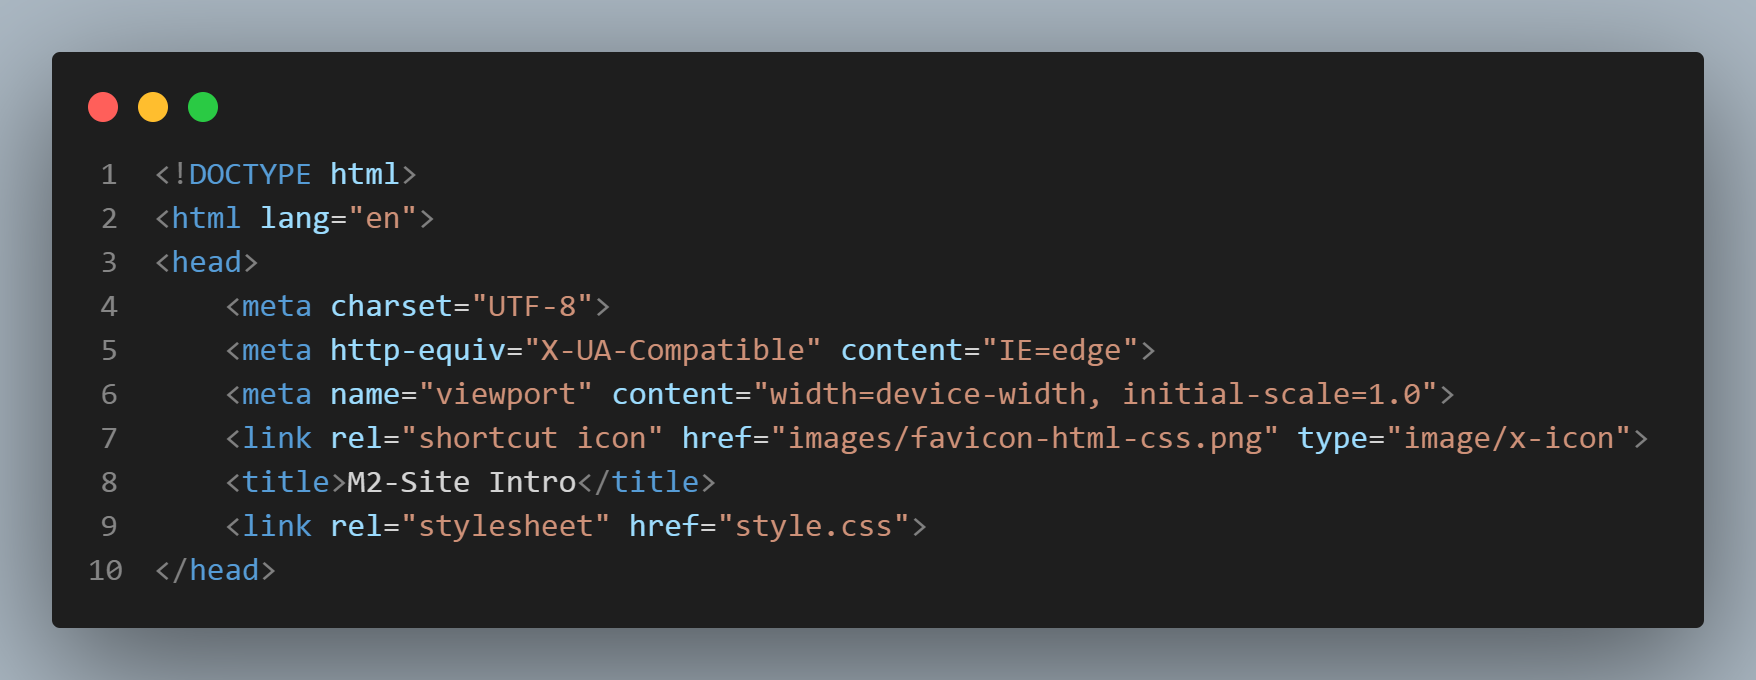 1 <!DOCTYPE html>
2 <html lang="en">
3 <head>
4     <meta charset="UTF-8">
5     <meta http-equiv="X-UA-Compatible" content="IE=edge">
6     <meta name="viewport" content="width=device-width, initial-scale=1.0">
7     <link rel="shortcut icon" href="images/favicon-html-css.png" type="image/x-icon">
8     <title>M2-Site Intro</title>
9     <link rel="stylesheet" href="style.css">
10 </head>